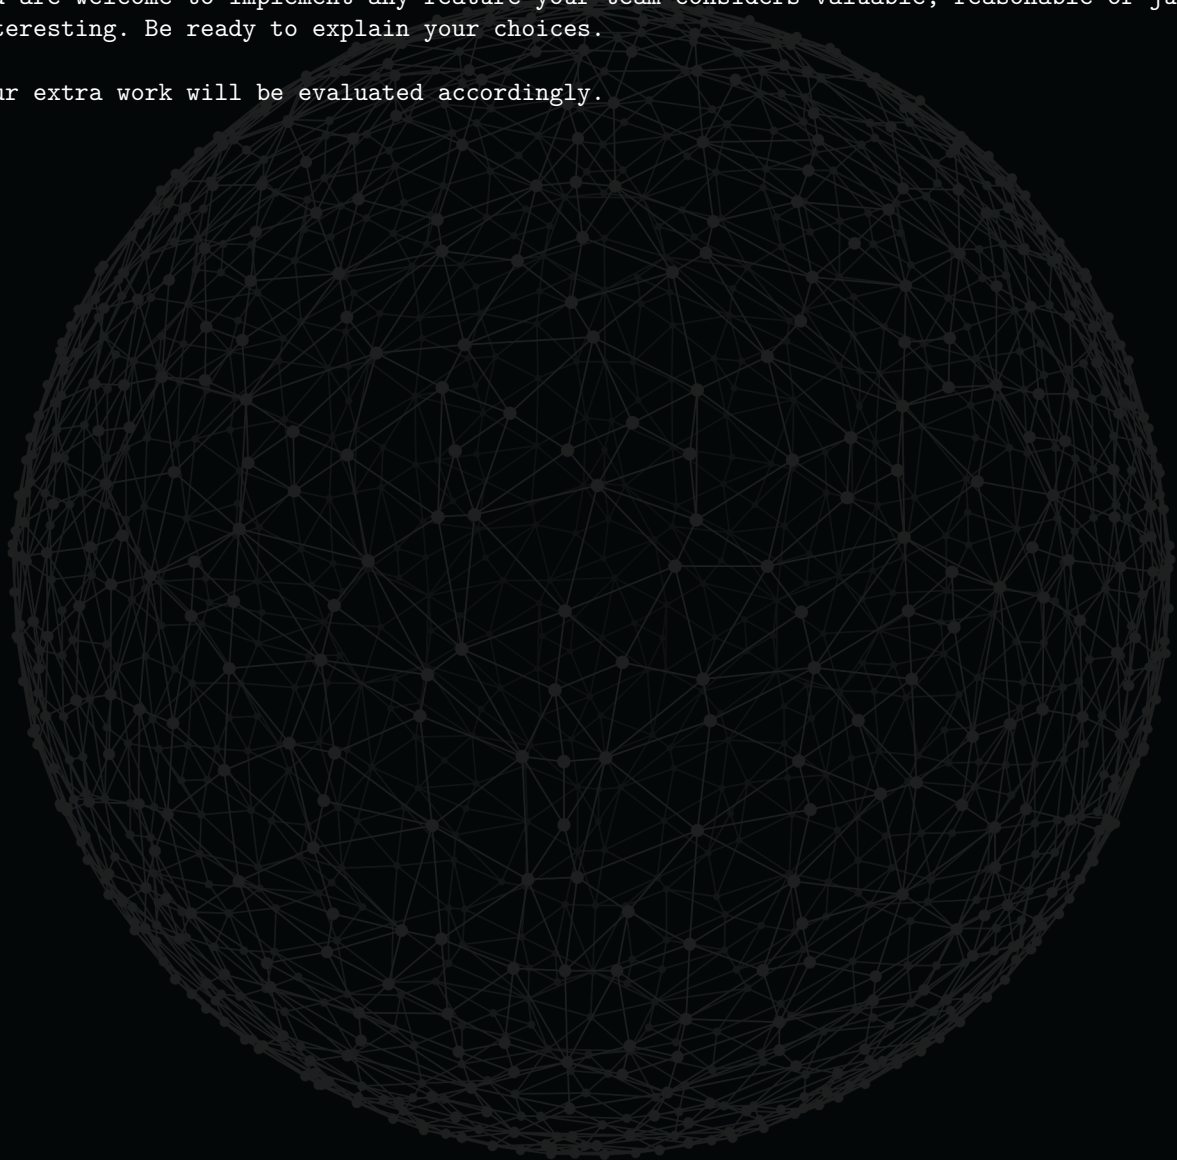 are welcome to implement any feature your team considers valuable, reasonable or
teresting. Be ready to explain your choices.
ur extra work will be evaluated accordingly.